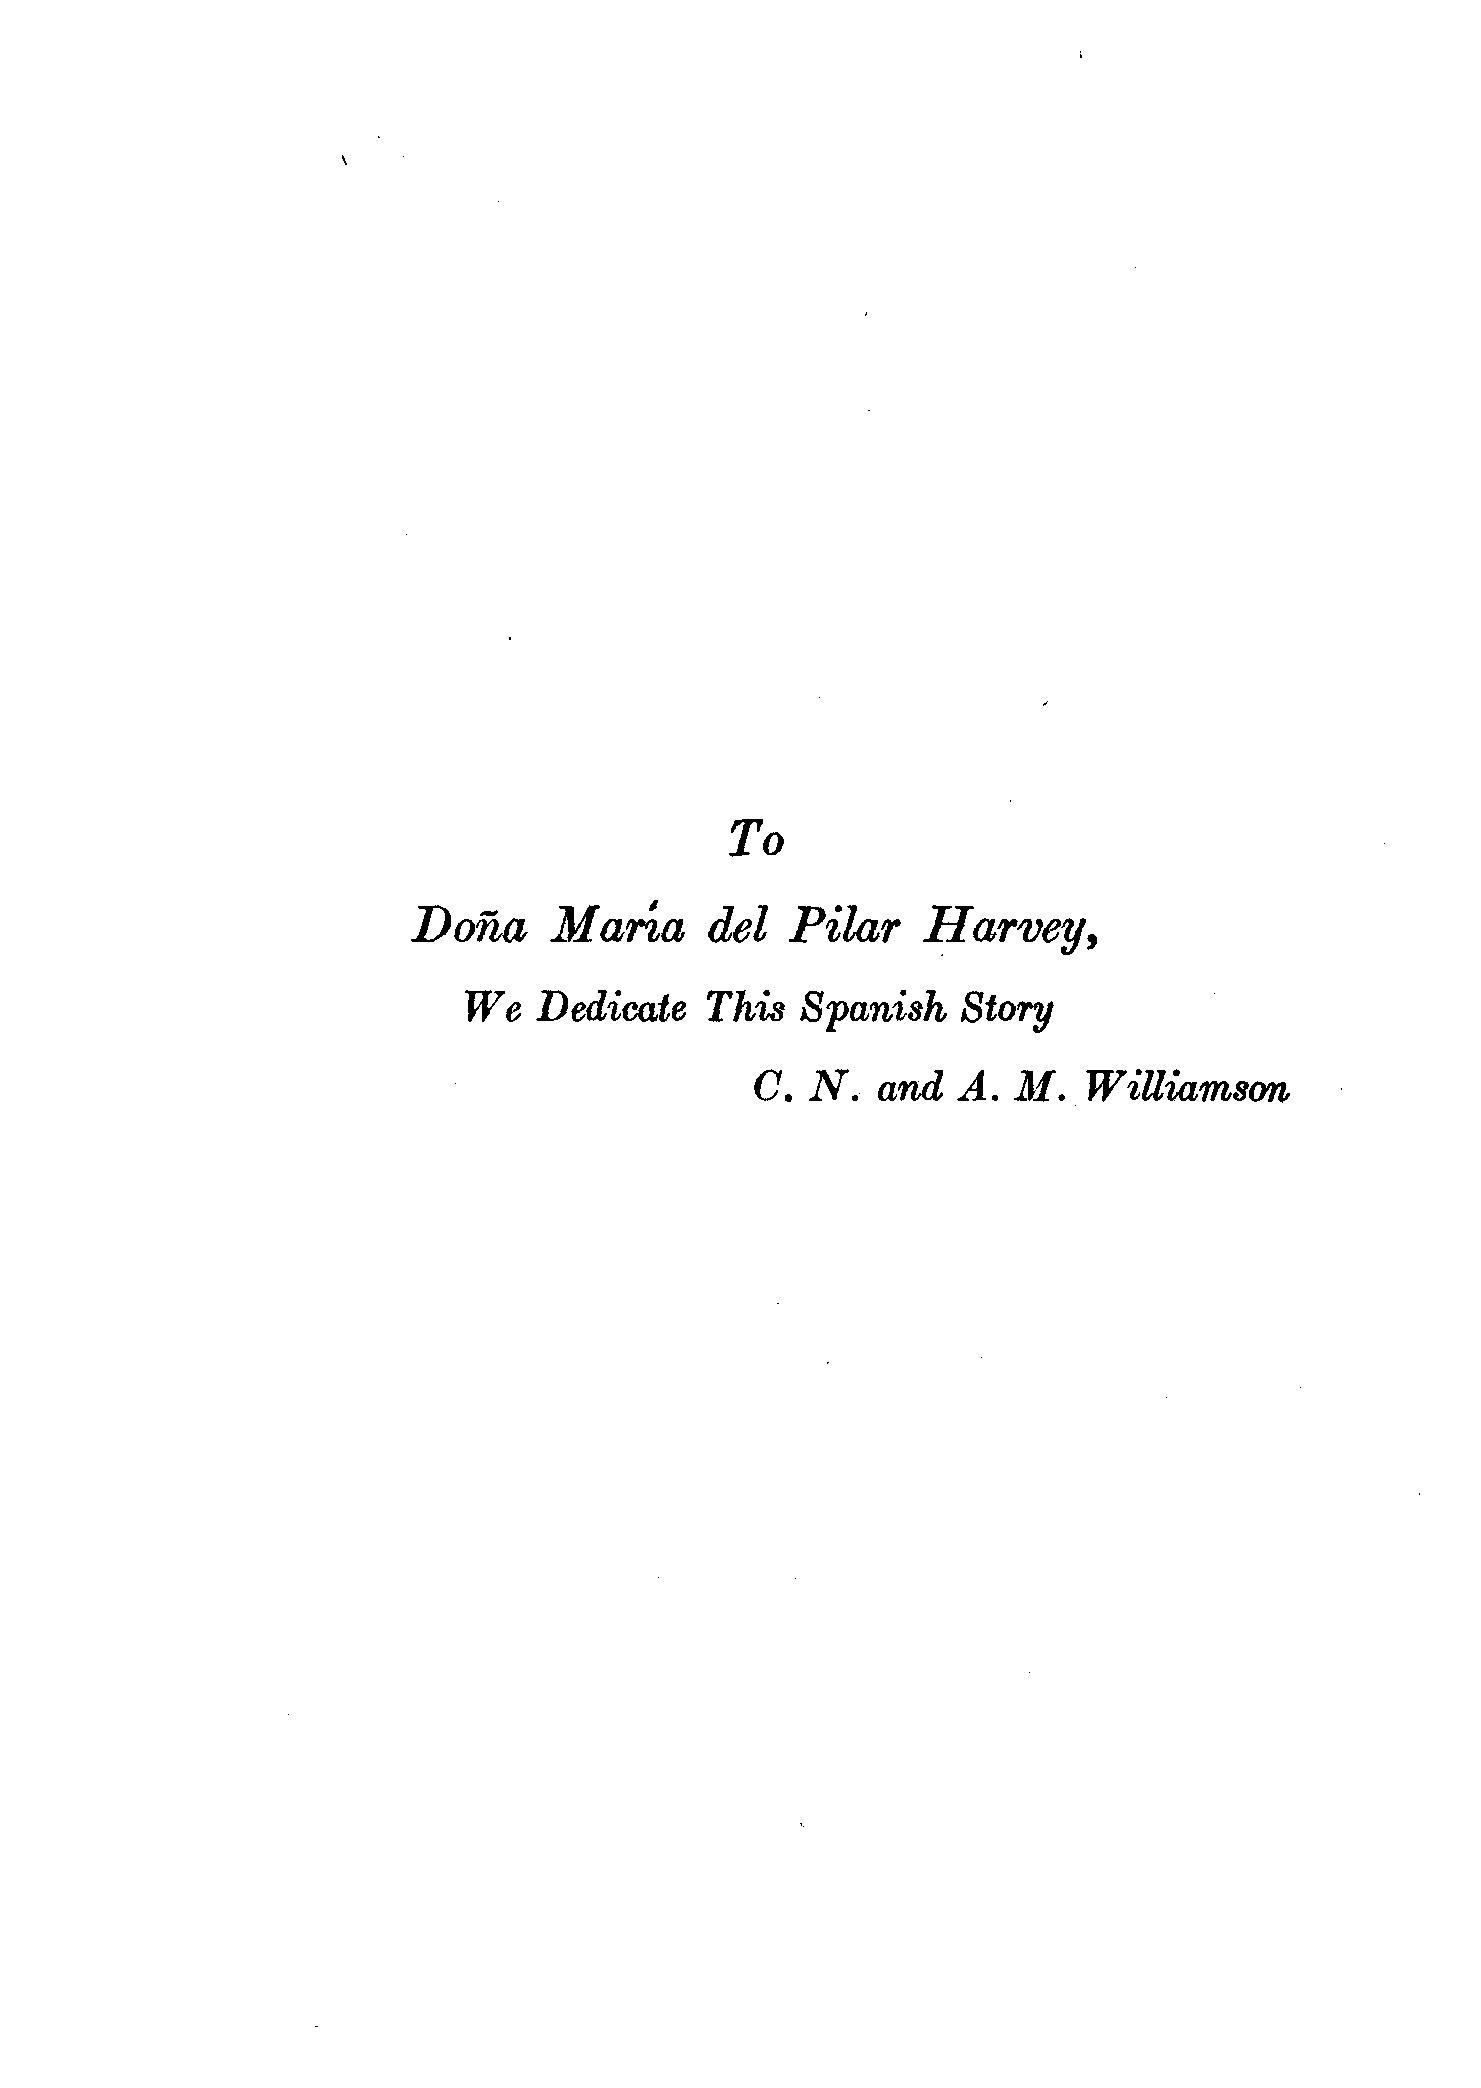 To
Doña María del Pilar Harvey,
We Dedicate This Spanish Story
C. N. and A. M. Williamson